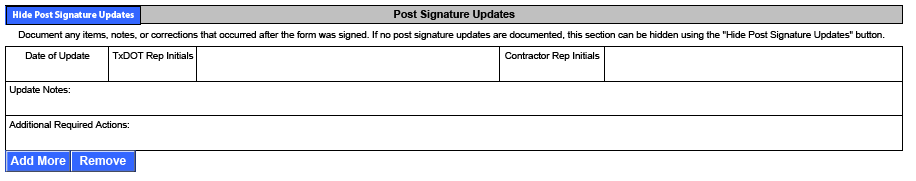 Hide Post Signature Updates Post Signature Updates
Document any items, notes, or corrections that occurred after the form was signed. If no post signature updates are documented, this section can be hidden using the "Hide Post Signature Updates" button.
Date of Update TxDOT Rep Initials Contractor Rep Initials
Update Notes:
Additional Required Actions:
Add More Remove